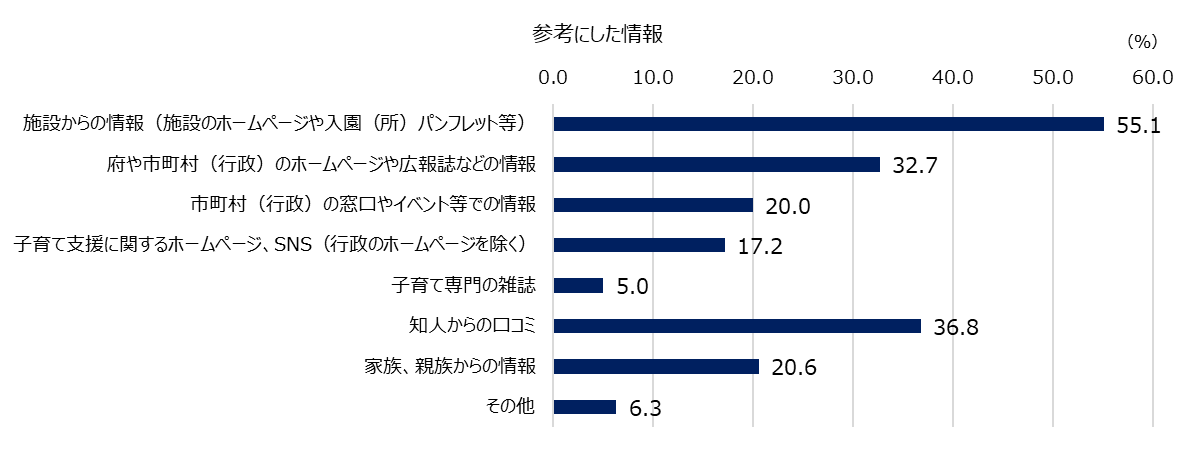 参考にした情報
（%）
0.0 10.0 20.0 30.0 40.0 50.0 60.0
施設からの情報（施設のホームページや入園（所）パンフレット等） 55.1
府や市町村（行政）のホームページや広報誌などの情報 32.7
市町村（行政）の窓口やイベント等での情報 20.0
子育て支援に関するホームページ、SNS（行政のホームページを除く） 17.2
子育て専門の雑誌 5.0
知人からの口コミ 36.8
家族、親族からの情報 20.6
その他 6.3